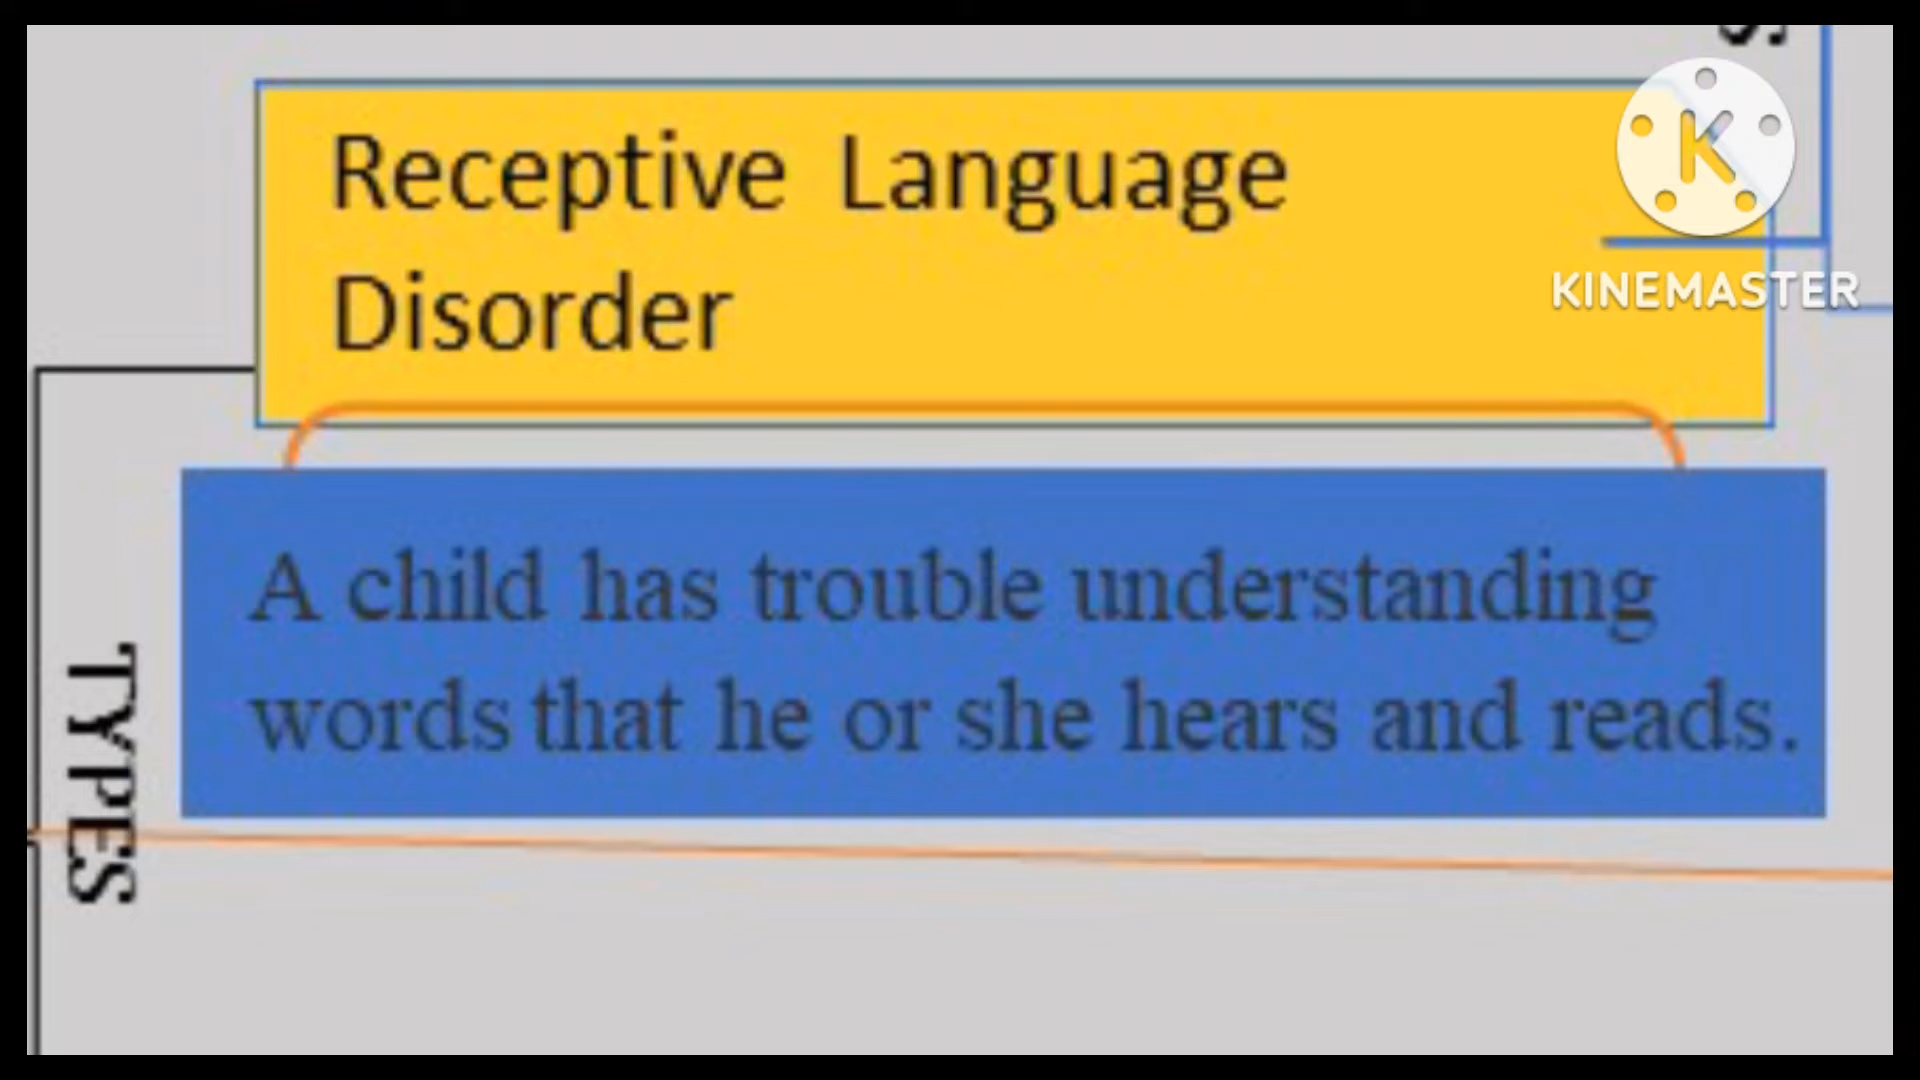 Receptive Language
Disorder
KINEMASTER
A child has trouble understanding
words that he or she hears and reads.
TYPES